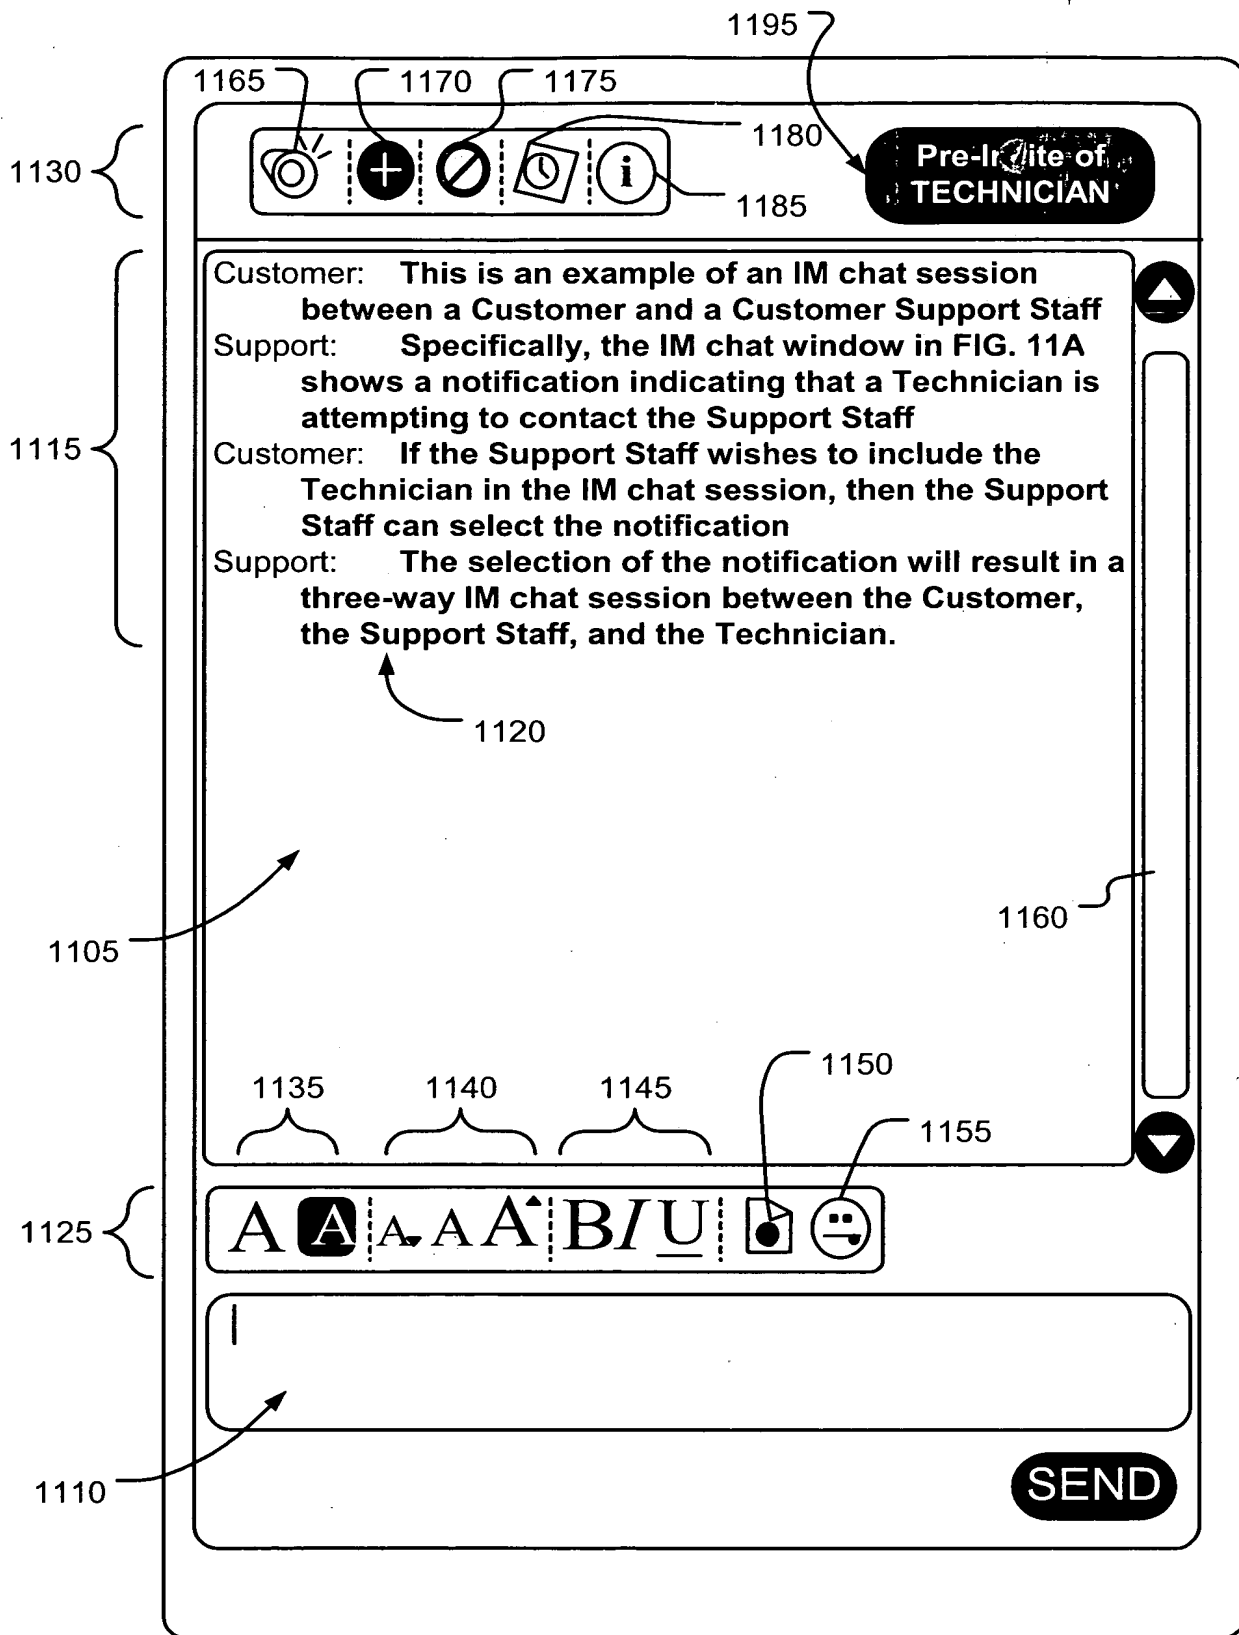 1195
1165
1170
1175
1180
1130
1185
Pre-Invite of
TECHNICIAN
Customer: This is an example of an IM chat session
between a Customer and a Customer Support Staff
Support: Specifically, the IM chat window in FIG. 11A
shows a notification indicating that a Technician is
attempting to contact the Support Staff
Customer: If the Support Staff wishes to include the
Technician in the IM chat session, then the Support
Staff can select the notification
Support: The selection of the notification will result in a
three-way IM chat session between the Customer,
the Support Staff, and the Technician.
1115
1120
1105
1160
1135
1140
1145
1150
1155
1125
A A A A A B I U
1110
SEND